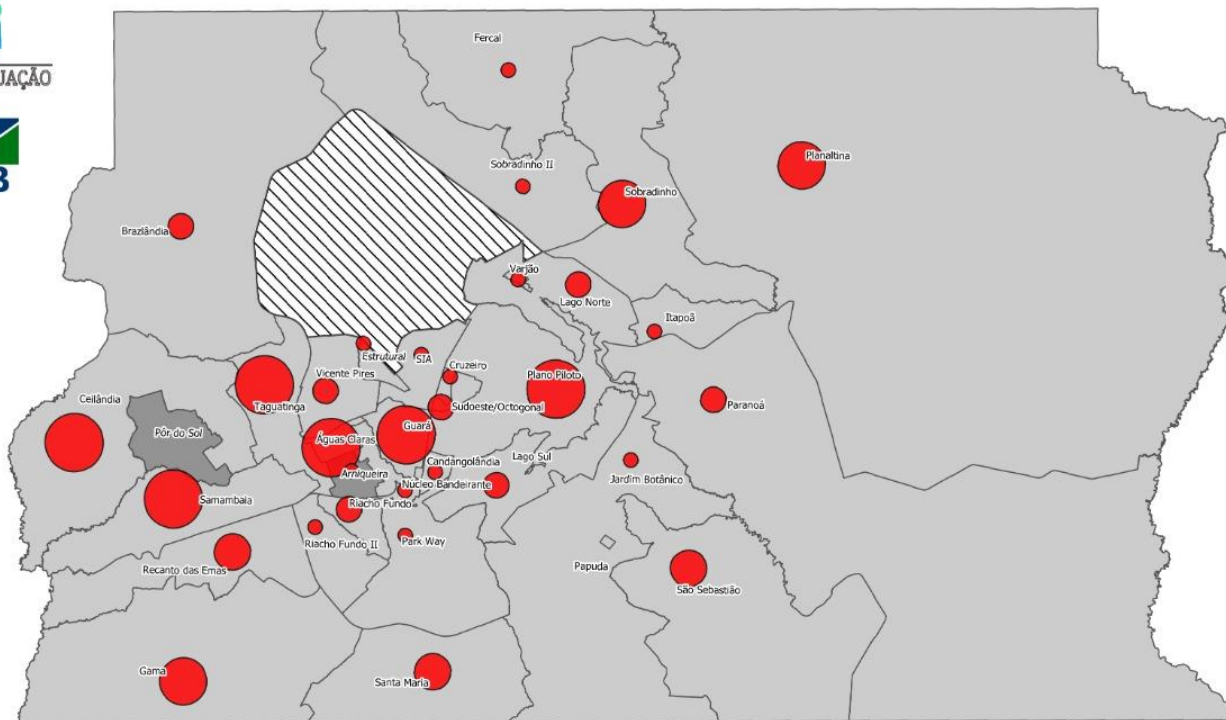 UAÇÃO
B
Fercal
Planaltina
Sobradinho II
Sobradinho
Brazlândia
Varjão
Lago Norte
Itapoã
Estrutural
SIA
Cruzeiro
Vicente Pires
Plano Piloto
Ceilândia
Taguatinga
Sudoeste/Octogonal
Paranoá
Guará
Pôr do Sol
Águas Claras
Lago Sul
Candangolândia
Arniqueira
Jardim Botânico
Núcleo Bandeirante
Samambaia
Riacho Fundo
Riacho Fundo II
Park Way
Recanto das Emas
Papuda
São Sebastião
Gama
Santa Maria